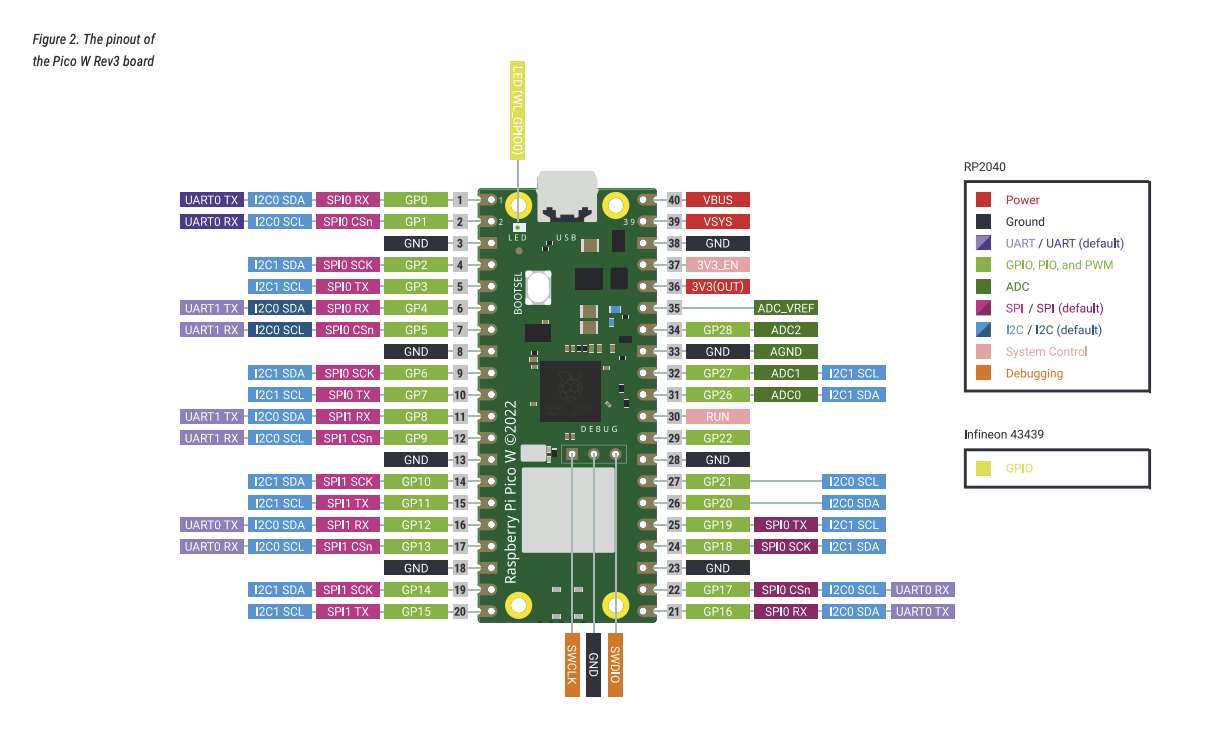 Figure 2. The pinout of
the Pico W Rev3 board
LED (WL_GPIO0)
RP2040
Power
Ground
UART / UART (default)
GPIO, PIO, and PWM
ADC
SPI / SPI (default)
I2C / I2C (default)
System Control
Debugging
Infineon 43439
GPIO
UART0 TX I2C0 SDA SPI0 RX GP0 1 1 40 VBUS
UART0 RX I2C0 SCL SPI0 CSn GP1 2 2 39 39 VSYS
LED USB
GND 3 38 GND
I2C1 SDA SPI0 SCK GP2 4 37 3V3_EN
I2C1 SCL SPI0 TX GP3 5 36 3V3(OUT)
BOOTSEL
UART1 TX I2C0 SDA SPI0 RX GP4 6 35 ADC_VREF
UART1 RX I2C0 SCL SPI0 CSn GP5 7 34 GP28 ADC2
GND 8 33 GND AGND
I2C1 SDA SPI0 SCK GP6 9 32 GP27 ADC1 I2C1 SCL
I2C1 SCL SPI0 TX GP7 10 31 GP26 ADC0 I2C1 SDA
UART1 TX I2C0 SDA SPI1 RX GP8 11 30 RUN
DEBUG
UART1 RX I2C0 SCL SPI1 CSn GP9 12 29 GP22
GND 13 28 GND
I2C1 SDA SPI1 SCK GP10 14 27 GP21 I2C0 SCL
I2C1 SCL SPI1 TX GP11 15 26 GP20 I2C0 SDA
UART0 TX I2C0 SDA SPI1 RX GP12 16 25 GP19 SPI0 TX I2C1 SCL
UART0 RX I2C0 SCL SPI1 CSn GP13 17 24 GP18 SPI0 SCK I2C1 SDA
GND 18 23 GND
I2C1 SDA SPI1 SCK GP14 19 22 GP17 SPI0 CSn I2C0 SCL UART0 RX
I2C1 SCL SPI1 TX GP15 20 21 GP16 SPI0 RX I2C0 SDA UART0 TX
Raspberry Pi Pico W ©2022
SWCLK
GND
SWDIO